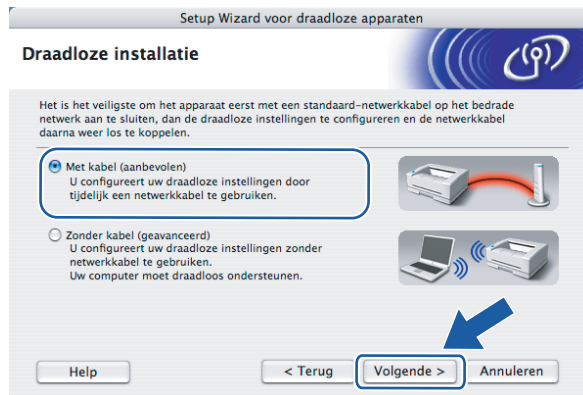 Setup Wizard voor draadloze apparaten
Draadloze installatie
Het is het veiligste om het apparaat eerst met een standaard-netwerkkabel op het bedrade
netwerk aan te sluiten, dan de draadloze instellingen te configureren en de netwerkkabel
daarna weer los te koppelen.
Met kabel (aanbevolen)
U configureert uw draadloze instellingen door
tijdelijk een netwerkkabel te gebruiken.
Zonder kabel (geavanceerd)
U configureert uw draadloze instellingen zonder
netwerkkabel te gebruiken.
Uw computer moet draadloos ondersteunen.
Help
< Terug
Volgende >
Annuleren